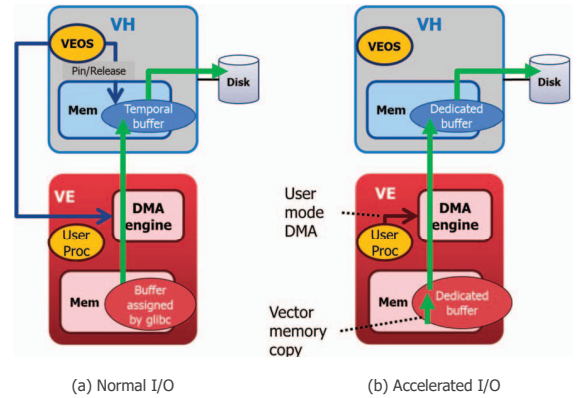 VH
VEOS
Pin/Release
Mem
Temporal
buffer
Disk
VE
DMA
engine
User
Proc
Mem
Buffer
assigned
by glibc
(a) Normal I/O
VH
VEOS
Mem
Dedicated
buffer
Disk
User
mode
DMA
VE
DMA
engine
User
Proc
Mem
Dedicated
buffer
Vector
memory
copy
(b) Accelerated I/O